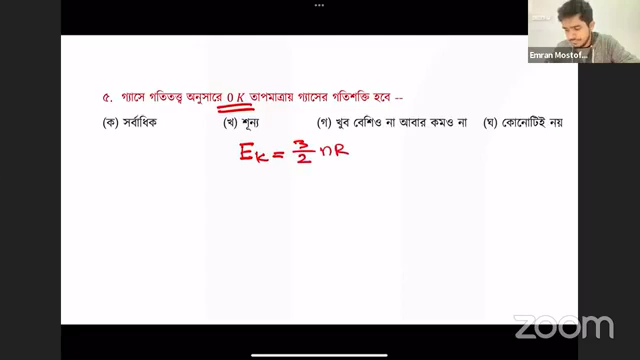 Emran Mostof...
৫. গ্যাসে গতিতত্ত্ব অনুসারে 0 K তাপমাত্রায় গ্যাসের গতিশক্তি হবে --
(ক) সর্বাধিক (খ) শূন্য (গ) খুব বেশিও না আবার কমও না (ঘ) কোনোটিই নয়
E_K = 3/2 nR
zoom